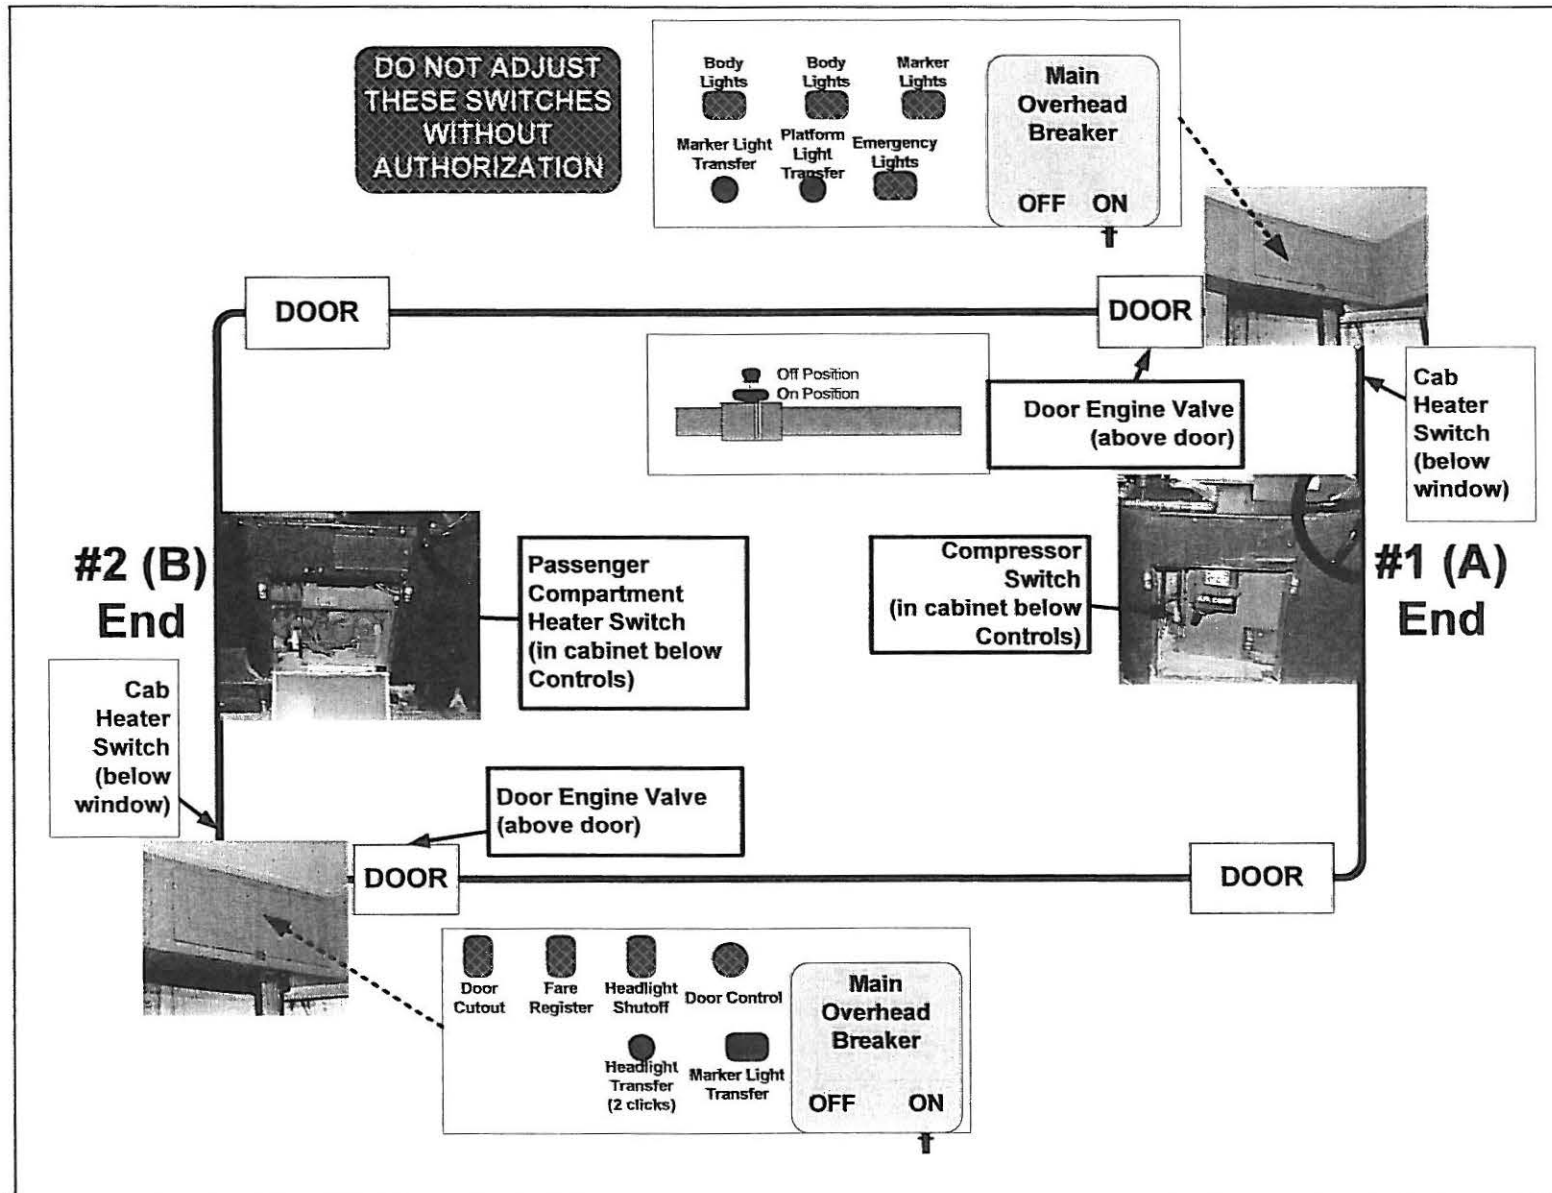 DO NOT ADJUST
THESE SWITCHES
WITHOUT
AUTHORIZATION
Body
Lights
Body
Lights
Marker
Lights
Marker Light
Transfer
Platform
Light
Transfer
Emergency
Lights
Main
Overhead
Breaker
OFF ON
DOOR
DOOR
Off Position
On Position
Door Engine Valve
(above door)
Cab
Heater
Switch
(below
window)
#2 (B)
End
Passenger
Compartment
Heater Switch
(in cabinet below
Controls)
Compressor
Switch
(in cabinet below
Controls)
#1 (A)
End
Cab
Heater
Switch
(below
window)
Door Engine Valve
(above door)
DOOR
DOOR
Door
Cutout
Fare
Register
Headlight
Shutoff
Door Control
Headlight
Transfer
(2 clicks)
Marker Light
Transfer
Main
Overhead
Breaker
OFF ON